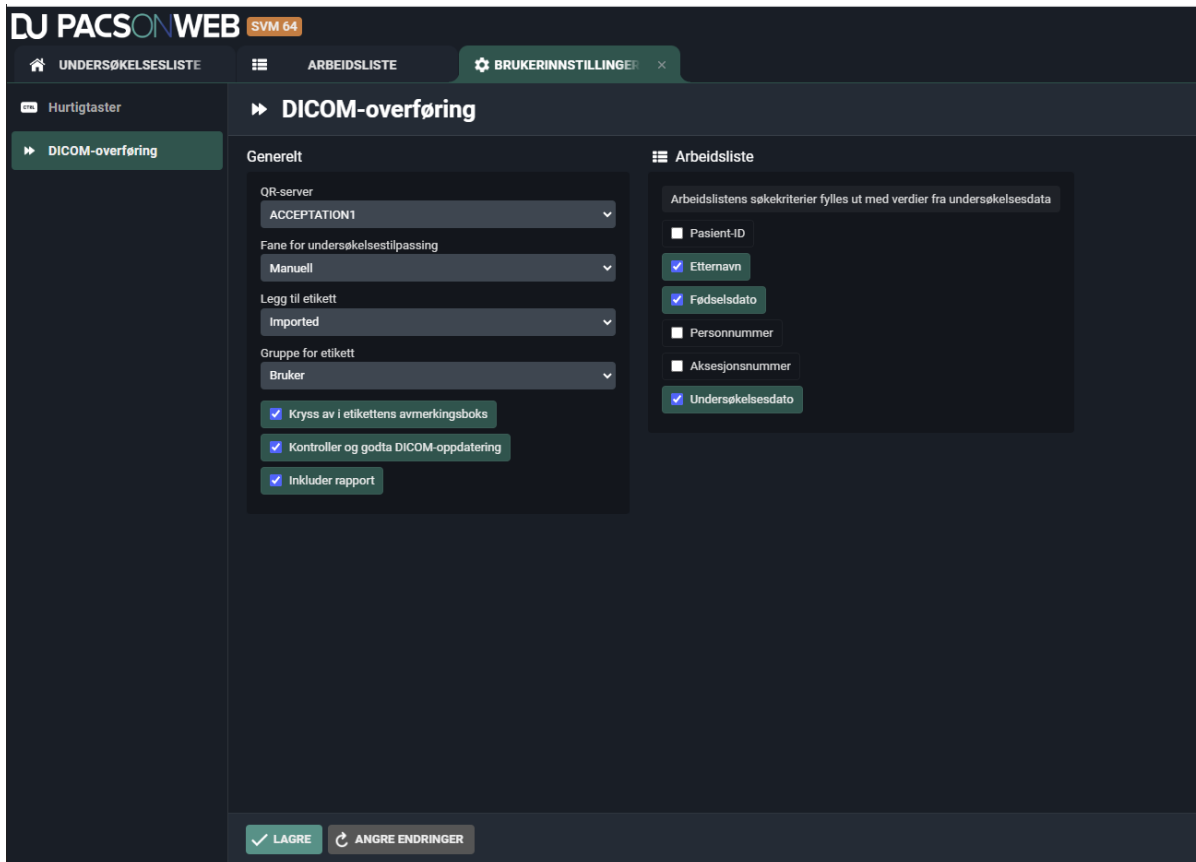 DJ PACSONWEB SVM 64
UNDERSØKELSESLISTE
ARBEIDSLISTE
BRUKERINNSTILLINGER ×
CTRL Hurtigtaster
DICOM-overføring
DICOM-overføring
Generelt
QR-server
ACCEPTATION1
Fane for undersøkelsestilpassing
Manuell
Legg til etikett
Imported
Gruppe for etikett
Bruker
Kryss av i etikettens avmerkingsboks
Kontroller og godta DICOM-oppdatering
Inkluder rapport
Arbeidsliste
Arbeidslistens søkekriterier fylles ut med verdier fra undersøkelsesdata
Pasient-ID
Etternavn
Fødselsdato
Personnummer
Aksesjonsnummer
Undersøkelsesdato
LAGRE
ANGRE ENDRINGER